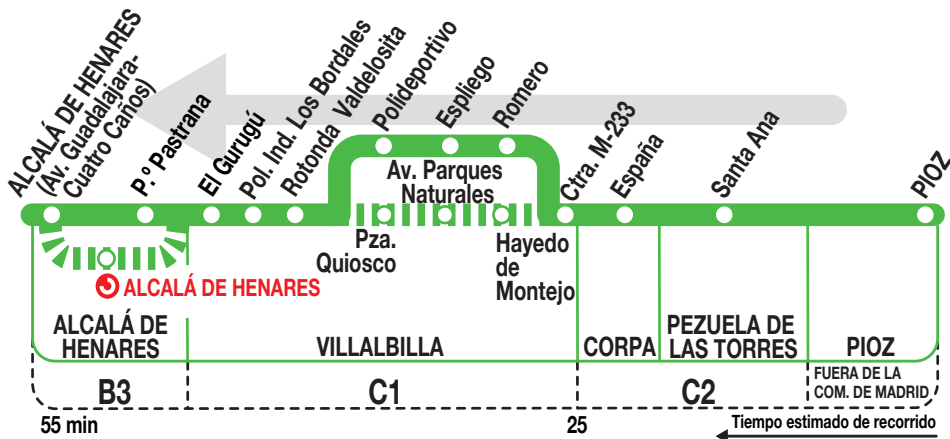 ALCALÁ DE HENARES
(Av. Guadalajara-
Cuatro Caños)
P.º Pastrana
El Gurugú
Pol. Ind. Los Bordales
Rotonda Valdelosita
Polideportivo
Espliego
Romero
Ctra. M-233
España
Santa Ana
PIOZ
Av. Parques
Naturales
Pza.
Quiosco
Hayedo
de
Montejo
ALCALÁ DE HENARES
ALCALÁ DE
HENARES
VILLALBILLA
CORPA
PEZUELA DE
LAS TORRES
PIOZ
B3
C1
C2
FUERA DE LA
COM. DE MADRID
55 min
25
Tiempo estimado de recorrido